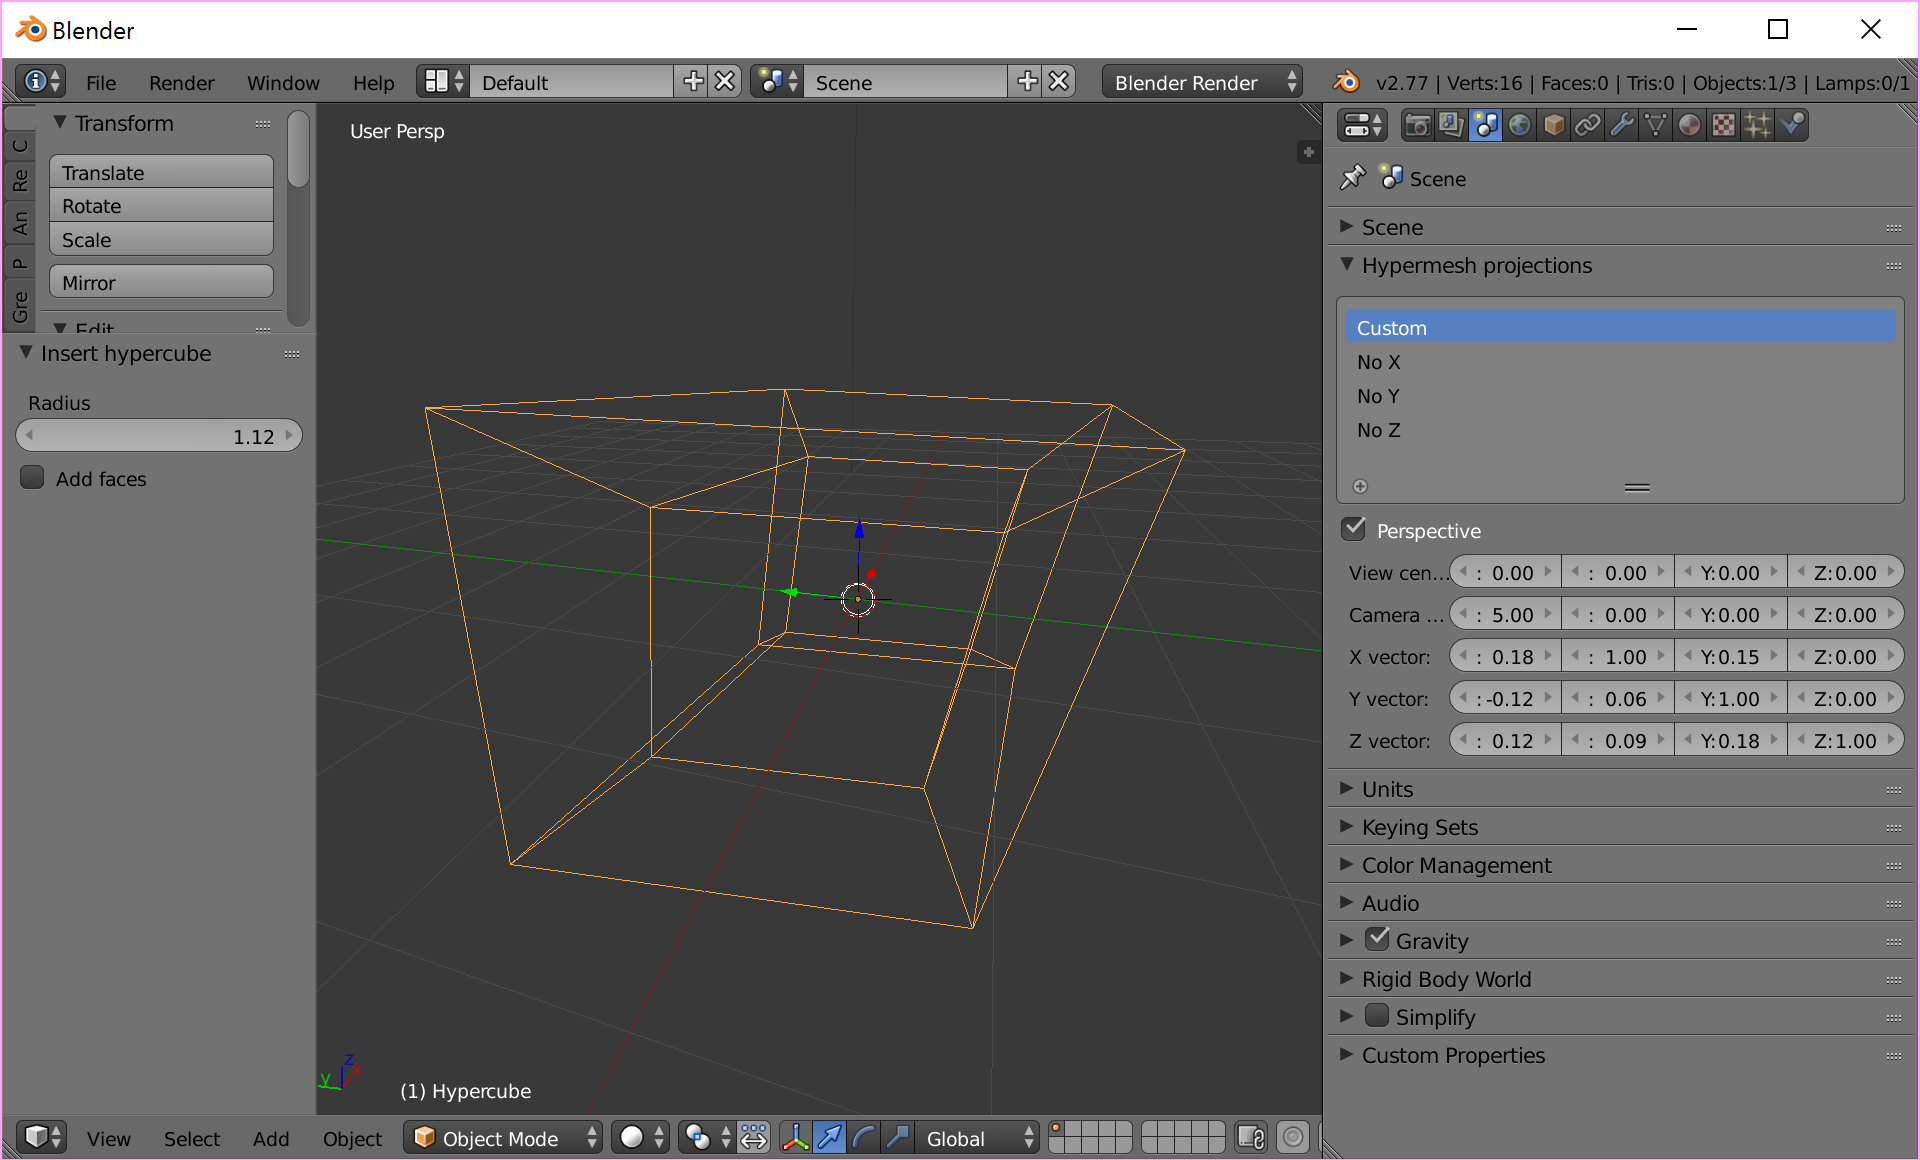 Blender
File Render Window Help Default Scene Blender Render v2.77 | Verts:16 | Faces:0 | Tris:0 | Objects:1/3 | Lamps:0/1
Transform
Translate
Rotate
Scale
Mirror
Edit
C
Re
An
P
Gre
Insert hypercube
Radius
1.12
Add faces
User Persp
z
x
y
(1) Hypercube
View Select Add Object Object Mode Global
Scene
Scene
Hypermesh projections
Custom
No X
No Y
No Z
Perspective
View cen... : 0.00 : 0.00 Y:0.00 Z:0.00
Camera ... : 5.00 : 0.00 Y:0.00 Z:0.00
X vector: : 0.18 : 1.00 Y:0.15 Z:0.00
Y vector: :-0.12 : 0.06 Y:1.00 Z:0.00
Z vector: : 0.12 : 0.09 Y:0.18 Z:1.00
Units
Keying Sets
Color Management
Audio
Gravity
Rigid Body World
Simplify
Custom Properties